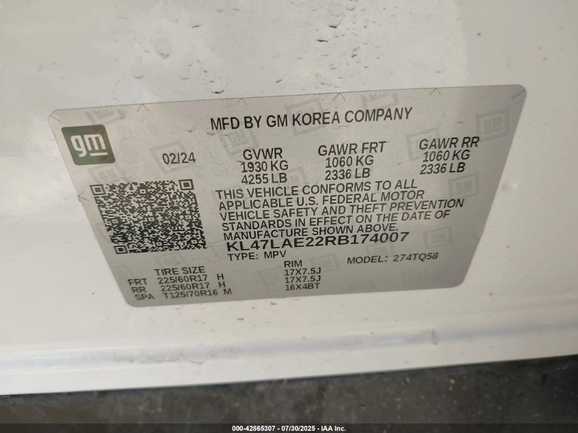 MFD BY GM KOREA COMPANY
gm
02/24
GVWR GAWR FRT GAWR RR
1930 KG 1060 KG 1060 KG
4255 LB 2336 LB 2336 LB
THIS VEHICLE CONFORMS TO ALL
APPLICABLE U.S. FEDERAL MOTOR
VEHICLE SAFETY AND THEFT PREVENTION
STANDARDS IN EFFECT ON THE DATE OF
MANUFACTURE SHOWN ABOVE.
KL47LAE22RB174007
TYPE: MPV MODEL: 274TQ58
TIRE SIZE RIM
FRT 225/60R17 H 17X7.5J
RR 225/60R17 H 17X7.5J
SPA T125/70R16 M 16X4BT
000-42865307 - 07/30/2025 - IAA Inc.